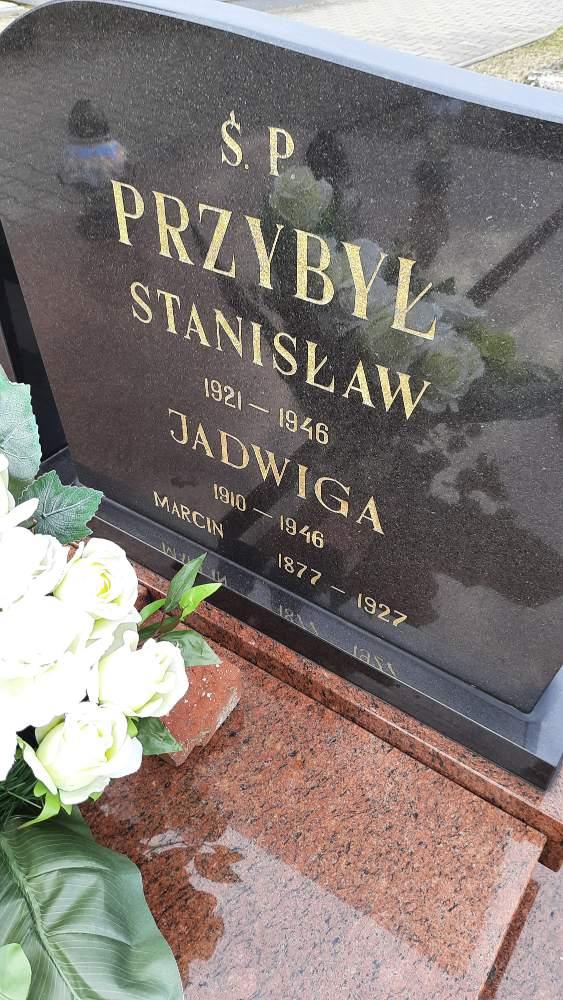 Ś. P.
PRZYBYŁ
STANISŁAW
1921 – 1946
JADWIGA
1910 – 1946
MARCIN 1877 – 1927